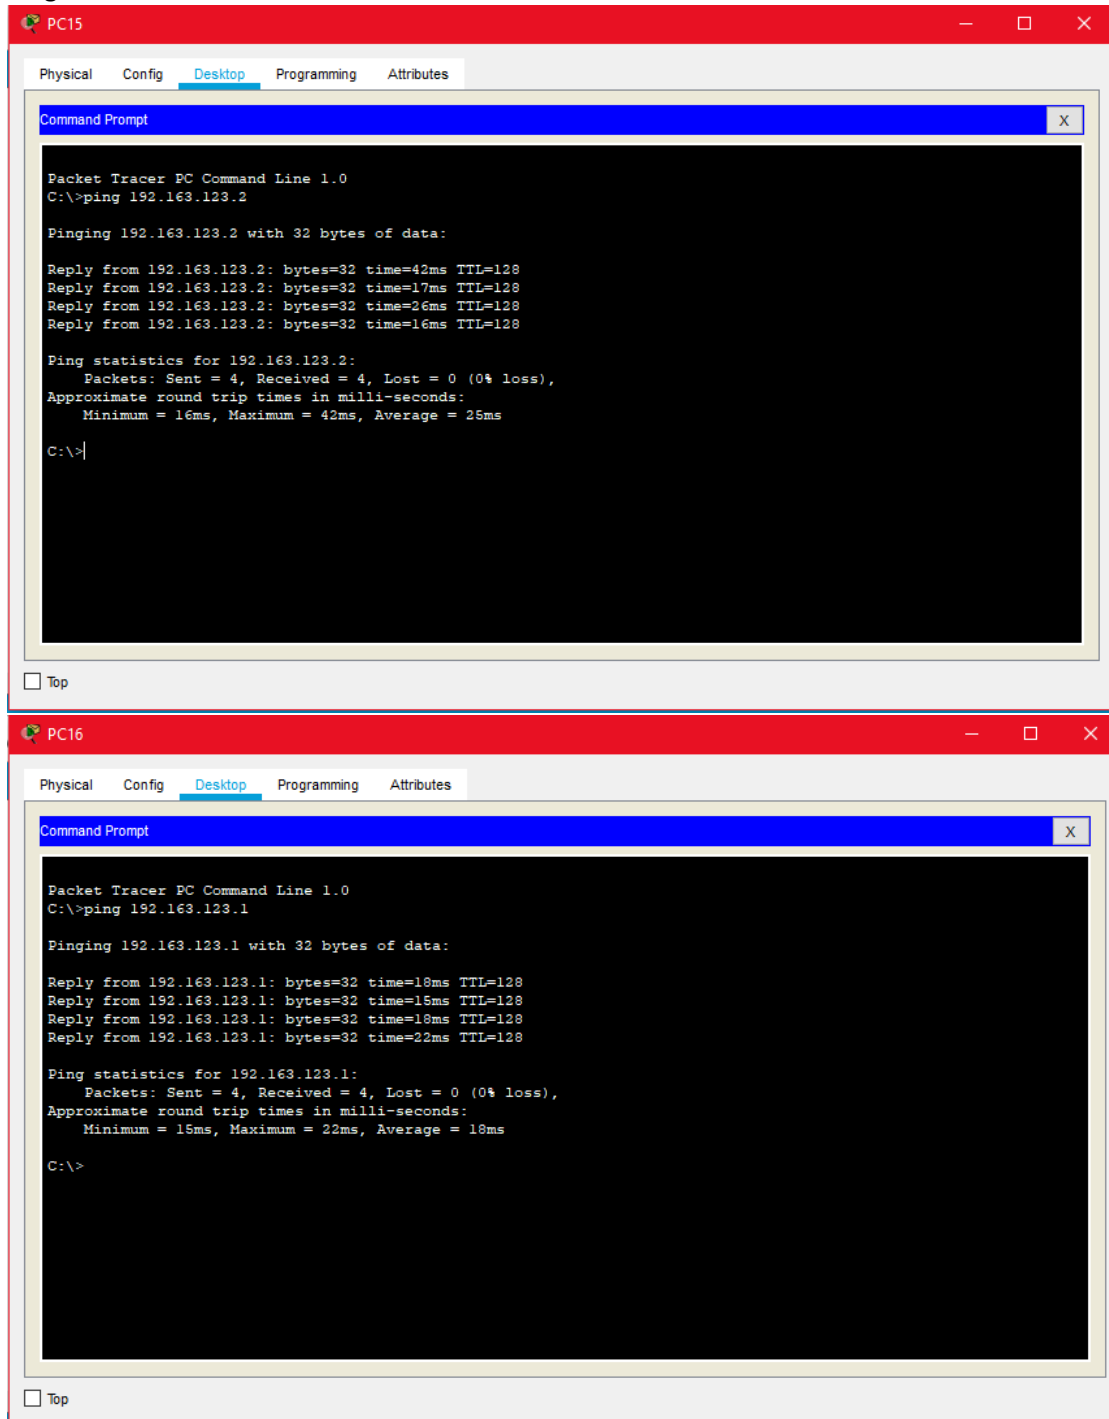 PC15
Physical Config Desktop Programming Attributes
Command Prompt X
Packet Tracer PC Command Line 1.0
C:\>ping 192.163.123.2
Pinging 192.163.123.2 with 32 bytes of data:
Reply from 192.163.123.2: bytes=32 time=42ms TTL=128
Reply from 192.163.123.2: bytes=32 time=17ms TTL=128
Reply from 192.163.123.2: bytes=32 time=26ms TTL=128
Reply from 192.163.123.2: bytes=32 time=16ms TTL=128
Ping statistics for 192.163.123.2:
Packets: Sent = 4, Received = 4, Lost = 0 (0% loss),
Approximate round trip times in milli-seconds:
Minimum = 16ms, Maximum = 42ms, Average = 25ms
C:\>
Top
PC16
Physical Config Desktop Programming Attributes
Command Prompt X
Packet Tracer PC Command Line 1.0
C:\>ping 192.163.123.1
Pinging 192.163.123.1 with 32 bytes of data:
Reply from 192.163.123.1: bytes=32 time=18ms TTL=128
Reply from 192.163.123.1: bytes=32 time=15ms TTL=128
Reply from 192.163.123.1: bytes=32 time=18ms TTL=128
Reply from 192.163.123.1: bytes=32 time=22ms TTL=128
Ping statistics for 192.163.123.1:
Packets: Sent = 4, Received = 4, Lost = 0 (0% loss),
Approximate round trip times in milli-seconds:
Minimum = 15ms, Maximum = 22ms, Average = 18ms
C:\>
Top